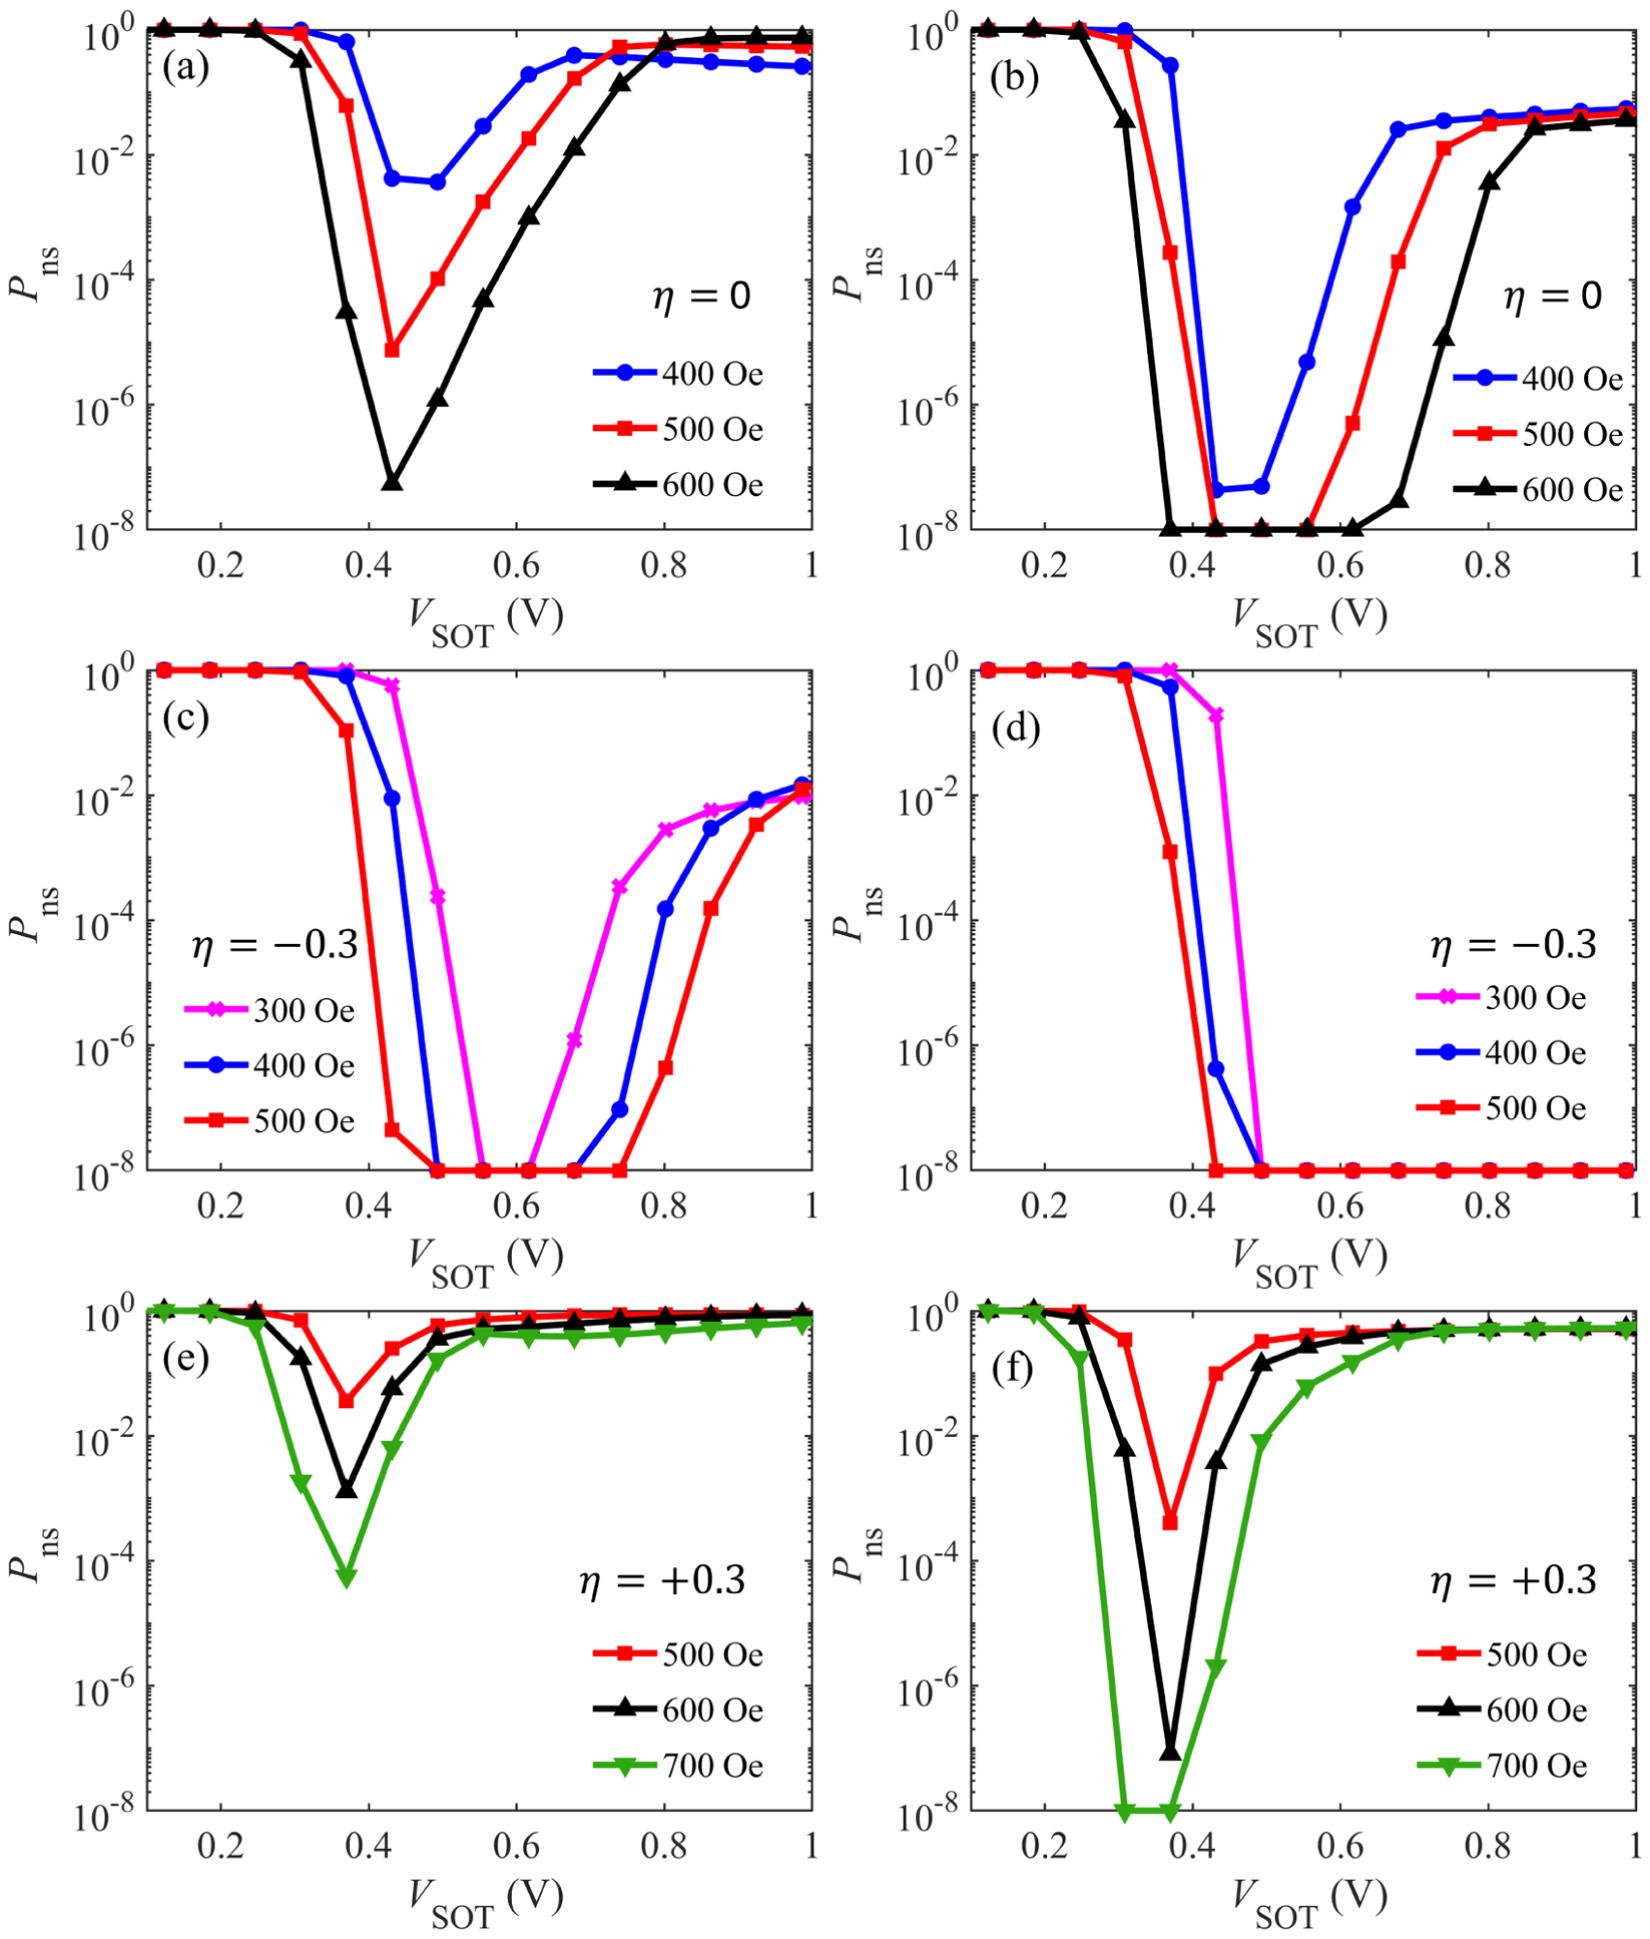 (a)
10^0
10^-2
10^-4
10^-6
10^-8
P_ns
η = 0
400 Oe
500 Oe
600 Oe
0.2 0.4 0.6 0.8 1
V_SOT (V)
(b)
10^0
10^-2
10^-4
10^-6
10^-8
P_ns
η = 0
400 Oe
500 Oe
600 Oe
0.2 0.4 0.6 0.8 1
V_SOT (V)
(c)
10^0
10^-2
10^-4
10^-6
10^-8
P_ns
η = −0.3
300 Oe
400 Oe
500 Oe
0.2 0.4 0.6 0.8 1
V_SOT (V)
(d)
10^0
10^-2
10^-4
10^-6
10^-8
P_ns
η = −0.3
300 Oe
400 Oe
500 Oe
0.2 0.4 0.6 0.8 1
V_SOT (V)
(e)
10^0
10^-2
10^-4
10^-6
10^-8
P_ns
η = +0.3
500 Oe
600 Oe
700 Oe
0.2 0.4 0.6 0.8 1
V_SOT (V)
(f)
10^0
10^-2
10^-4
10^-6
10^-8
P_ns
η = +0.3
500 Oe
600 Oe
700 Oe
0.2 0.4 0.6 0.8 1
V_SOT (V)